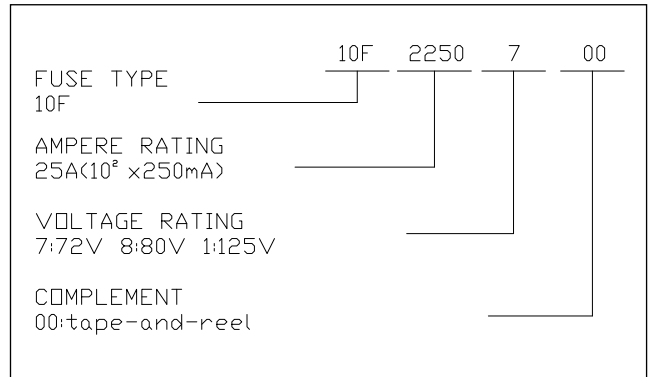 10F 2250 7 00
FUSE TYPE
10F
AMPERE RATING
25A(10² x250mA)
VOLTAGE RATING
7:72V 8:80V 1:125V
COMPLEMENT
00:tape-and-reel